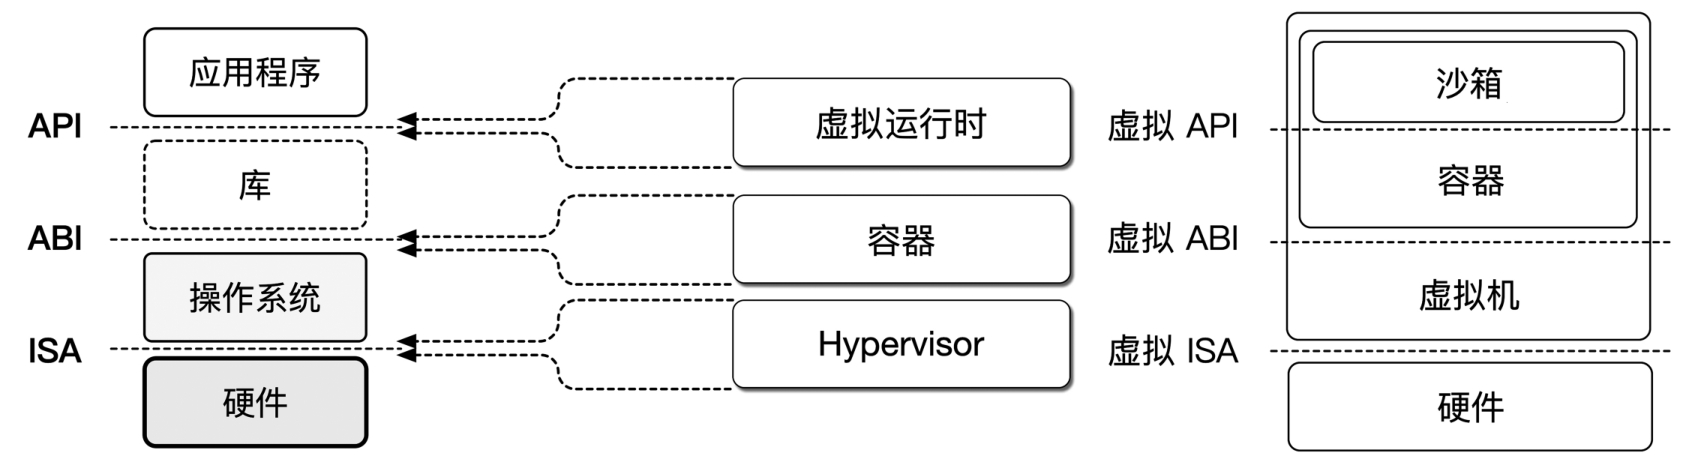 应用程序
API
库
ABI
操作系统
ISA
硬件
虚拟运行时
容器
Hypervisor
虚拟 API
虚拟 ABI
虚拟 ISA
沙箱
容器
虚拟机
硬件